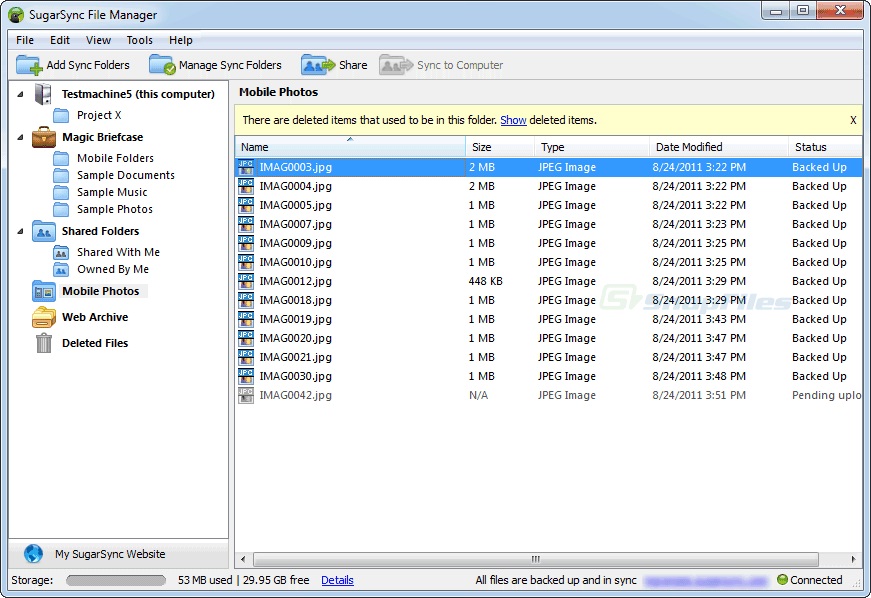 SugarSync File Manager
File Edit View Tools Help
Add Sync Folders Manage Sync Folders Share Sync to Computer
Testmachine5 (this computer)
Project X
Magic Briefcase
Mobile Folders
Sample Documents
Sample Music
Sample Photos
Shared Folders
Shared With Me
Owned By Me
Mobile Photos
Web Archive
Deleted Files
My SugarSync Website
Mobile Photos
There are deleted items that used to be in this folder. Show deleted items. X
Name Size Type Date Modified Status
JPG IMAG0003.jpg 2 MB JPEG Image 8/24/2011 3:22 PM Backed Up
JPG IMAG0004.jpg 2 MB JPEG Image 8/24/2011 3:22 PM Backed Up
JPG IMAG0005.jpg 1 MB JPEG Image 8/24/2011 3:22 PM Backed Up
JPG IMAG0007.jpg 1 MB JPEG Image 8/24/2011 3:23 PM Backed Up
JPG IMAG0009.jpg 1 MB JPEG Image 8/24/2011 3:25 PM Backed Up
JPG IMAG0010.jpg 1 MB JPEG Image 8/24/2011 3:25 PM Backed Up
JPG IMAG0012.jpg 448 KB JPEG Image 8/24/2011 3:29 PM Backed Up
JPG IMAG0018.jpg 1 MB JPEG Image 8/24/2011 3:29 PM Backed Up
JPG IMAG0019.jpg 1 MB JPEG Image 8/24/2011 3:43 PM Backed Up
JPG IMAG0020.jpg 1 MB JPEG Image 8/24/2011 3:47 PM Backed Up
JPG IMAG0021.jpg 1 MB JPEG Image 8/24/2011 3:47 PM Backed Up
JPG IMAG0030.jpg 1 MB JPEG Image 8/24/2011 3:48 PM Backed Up
JPG IMAG0042.jpg N/A JPEG Image 8/24/2011 3:51 PM Pending uplo
SnapFiles
Storage: 53 MB used | 29.95 GB free Details All files are backed up and in sync Connected